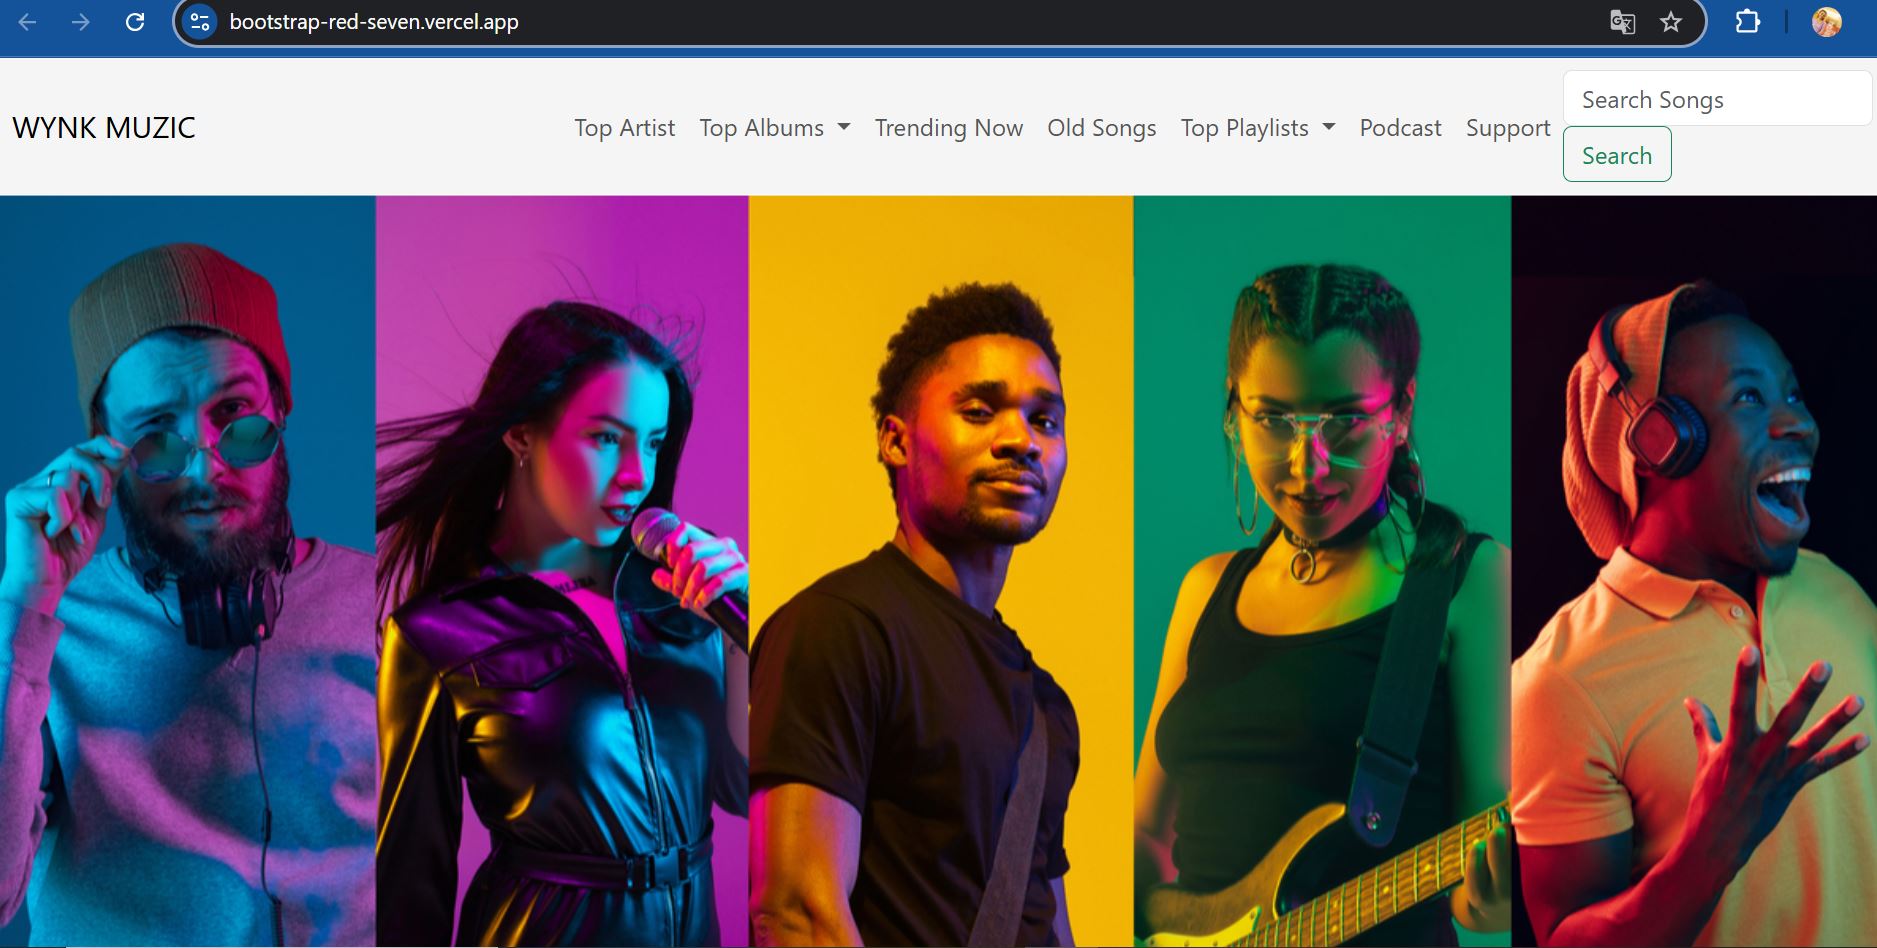 bootstrap-red-seven.vercel.app
WYNK MUZIC
Top Artist Top Albums Trending Now Old Songs Top Playlists Podcast Support
Search Songs
Search